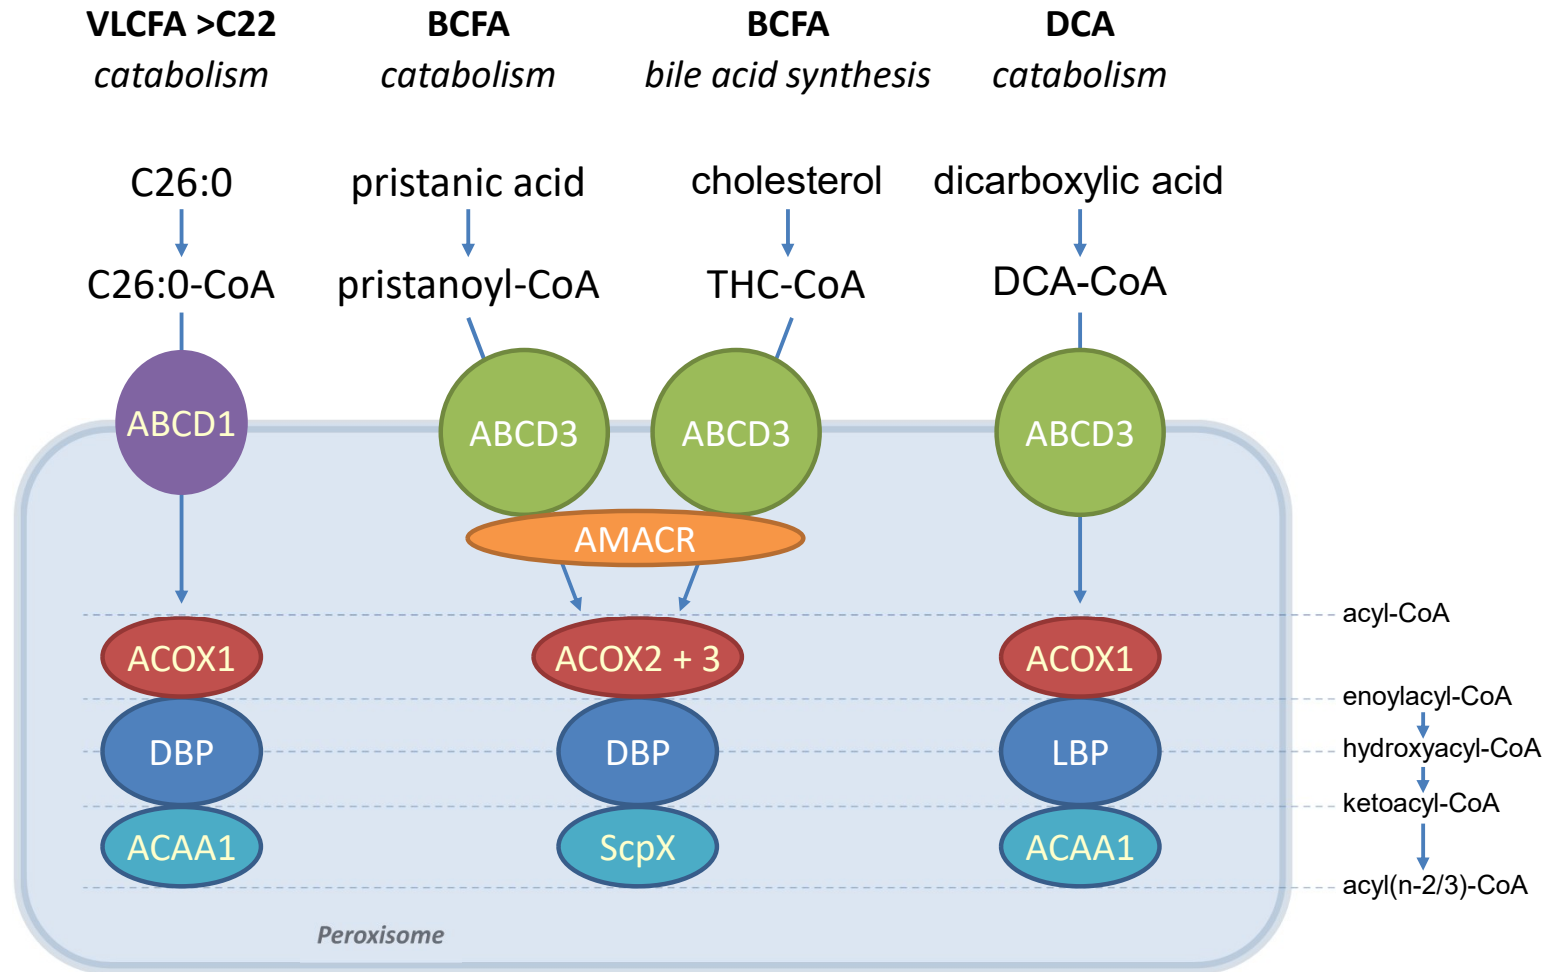 VLCFA >C22
catabolism
BCFA
catabolism
BCFA
bile acid synthesis
DCA
catabolism
C26:0
pristanic acid
cholesterol
dicarboxylic acid
C26:0-CoA
pristanoyl-CoA
THC-CoA
DCA-CoA
ABCD1
ABCD3
ABCD3
ABCD3
AMACR
acyl-CoA
ACOX1
ACOX2 + 3
ACOX1
enoylacyl-CoA
DBP
DBP
LBP
hydroxyacyl-CoA
ketoacyl-CoA
ACAA1
ScpX
ACAA1
acyl(n-2/3)-CoA
Peroxisome